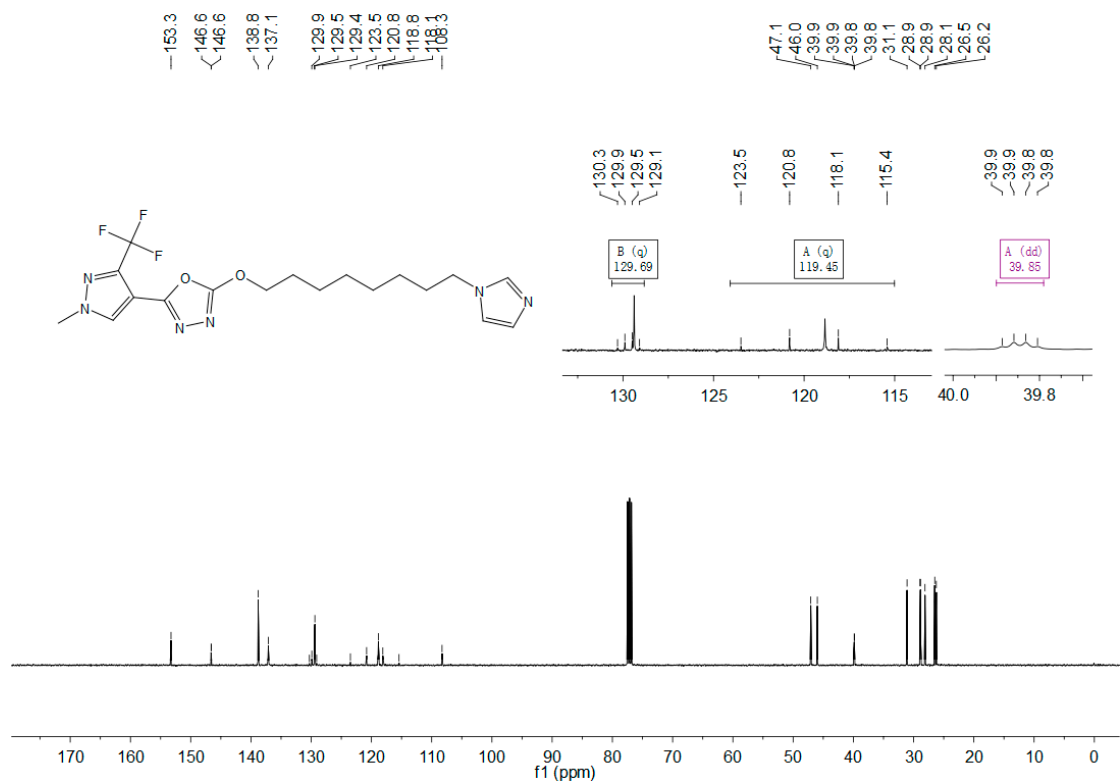 153.3
146.6
146.6
138.8
137.1
129.9
129.5
129.4
123.5
120.8
118.8
118.1
108.3
47.1
46.0
39.9
39.9
39.8
39.8
31.1
28.9
28.9
28.1
26.5
26.2
130.3
129.9
129.5
129.1
123.5
120.8
118.1
115.4
39.9
39.9
39.8
39.8
B (q)
129.69
A (q)
119.45
A (dd)
39.85
F
F
F
N
N
O
N
N
O
N
N
130 125 120 115
40.0 39.8
170 160 150 140 130 120 110 100 90 80 70 60 50 40 30 20 10 0
f1 (ppm)